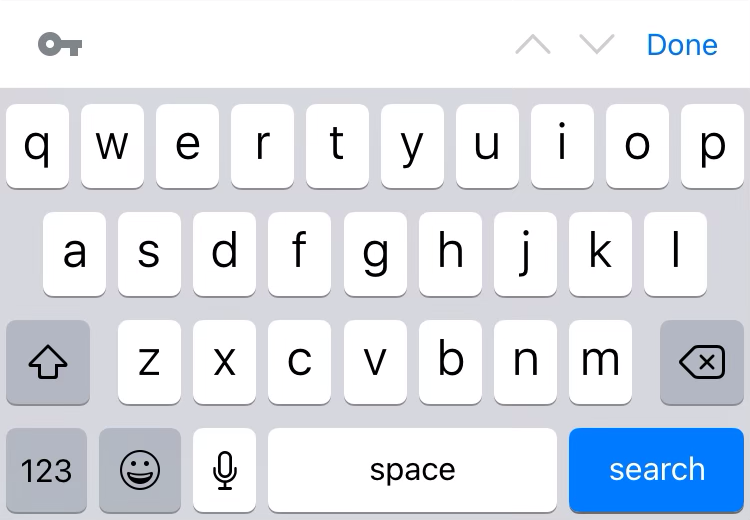 Done
q w e r t y u i o p
a s d f g h j k l
z x c v b n m
123 space search